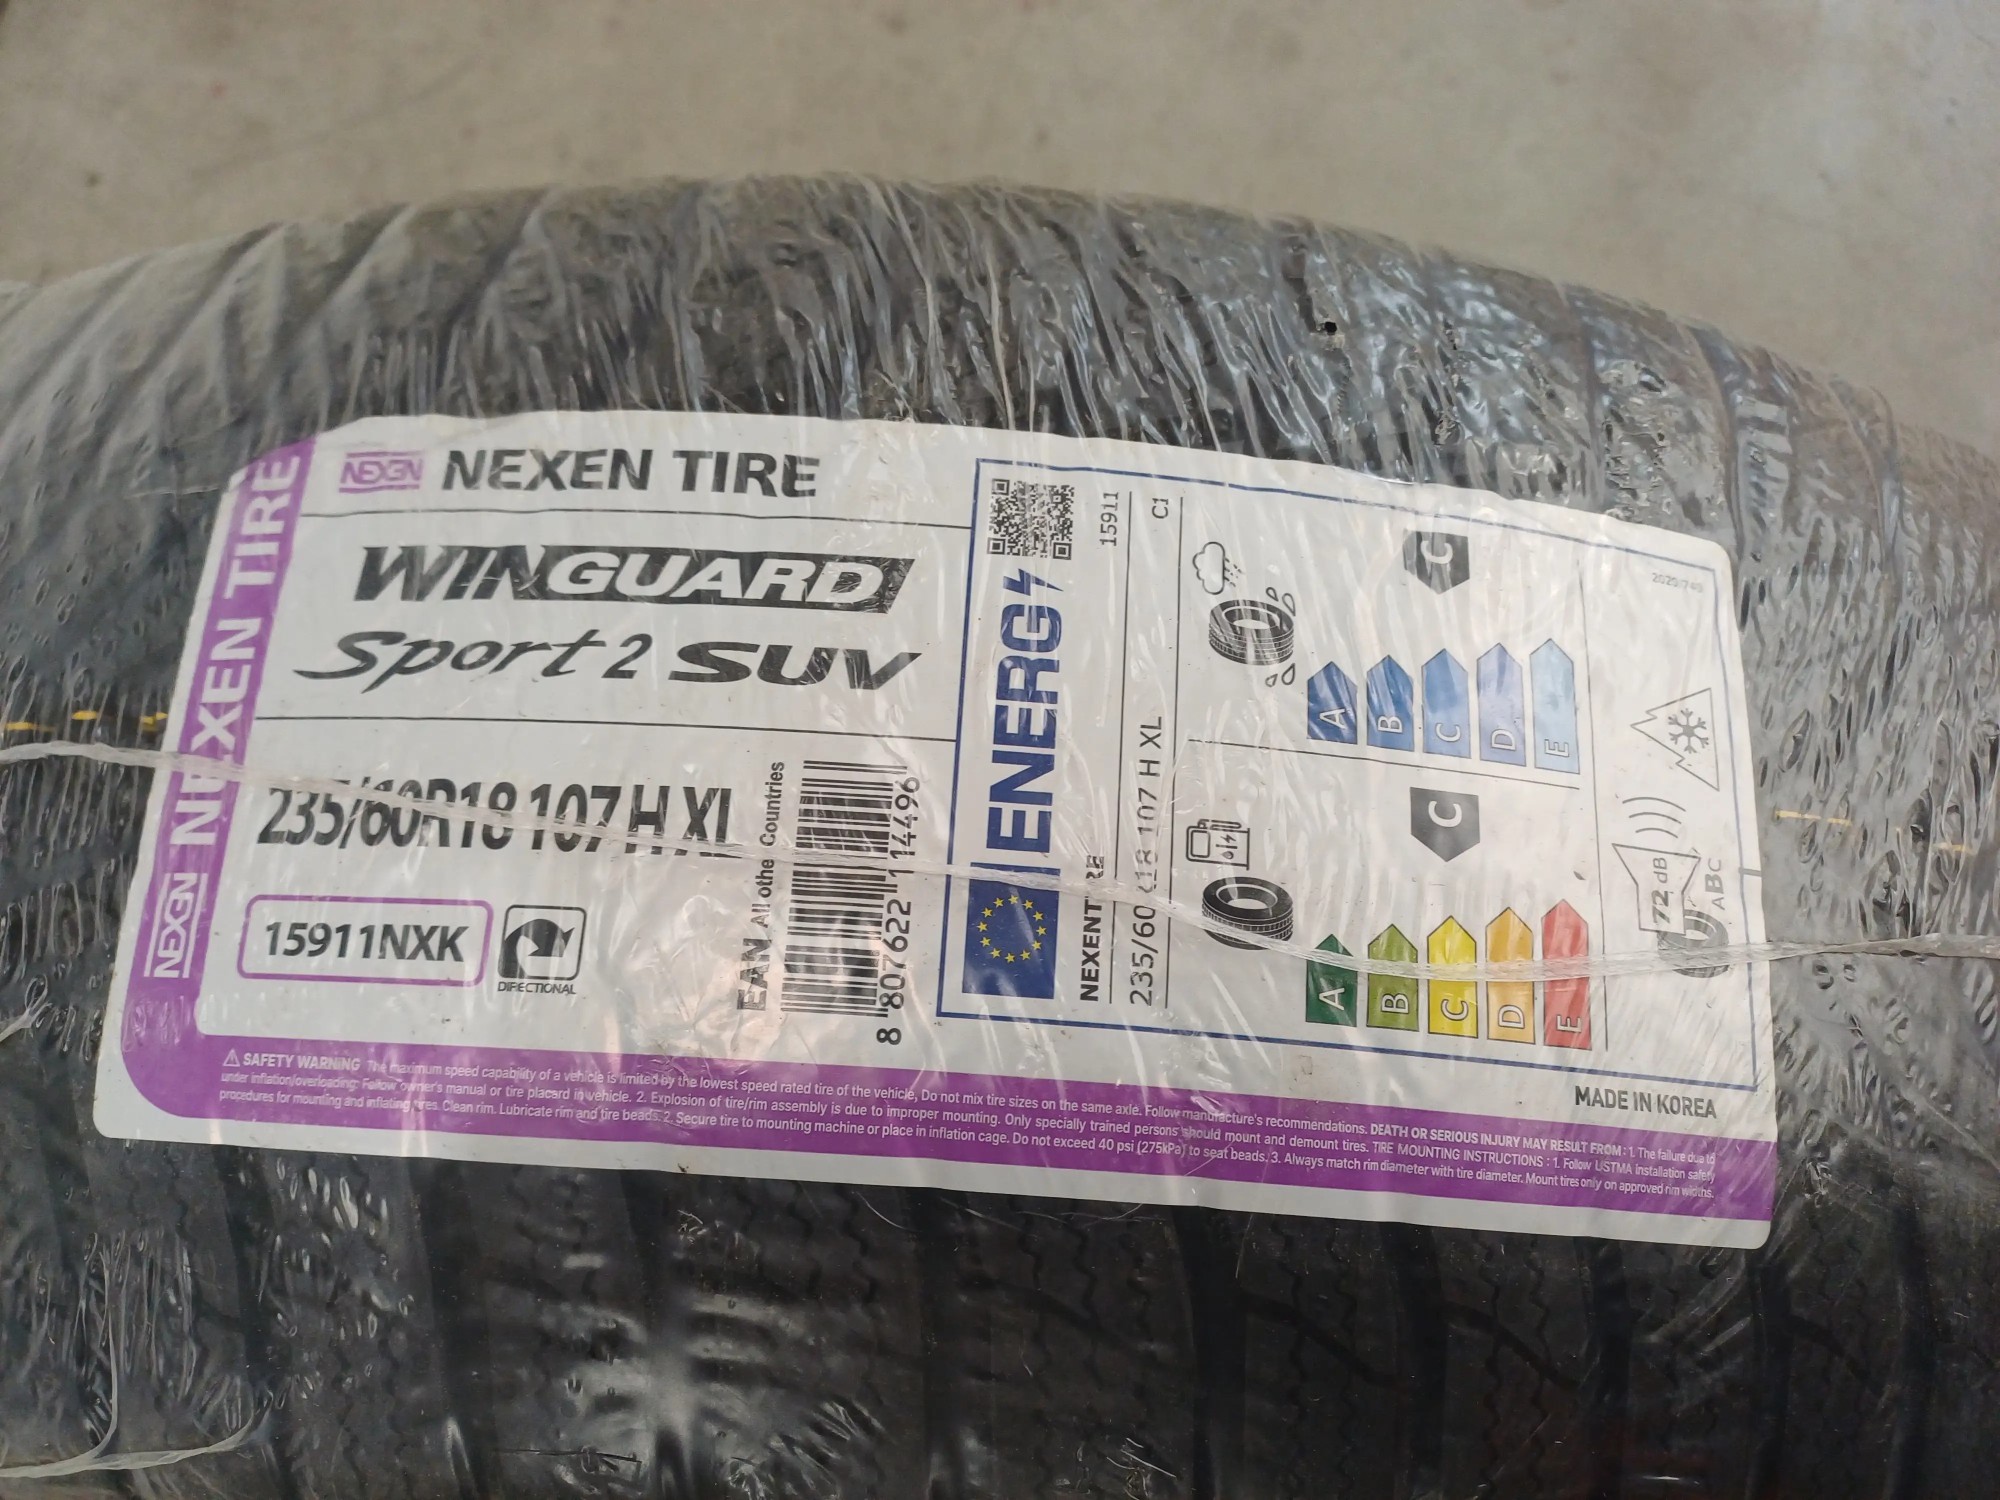 NEXEN NEXEN TIRE
NEXEN NEXEN TIRE
WINGUARD
Sport 2 SUV
235/60R18 107 H XL
15911NXK
DIRECTIONAL
EAN All other Countries
8 807622 114496
ENERG
15911
NEXEN TIRE
C1
235/60R18 107 H XL
C
A B C D E
C
A B C D E
2020/740
72 dB
ABC
MADE IN KOREA
SAFETY WARNING The maximum speed capability of a vehicle is limited by the lowest speed rated tire of the vehicle, Do not mix tire sizes on the same axle. Follow manufacture's recommendations. DEATH OR SERIOUS INJURY MAY RESULT FROM : 1. The failure due to
under inflation/overloading: Follow owner's manual or tire placard in vehicle. 2. Explosion of tire/rim assembly is due to improper mounting. Only specially trained persons should mount and demount tires. TIRE MOUNTING INSTRUCTIONS : 1. Follow USTMA installation safety
procedures for mounting and inflating tires. Clean rim. Lubricate rim and tire beads. 2. Secure tire to mounting machine or place in inflation cage. Do not exceed 40 psi (275kPa) to seat beads. 3. Always match rim diameter with tire diameter. Mount tires only on approved rim widths.